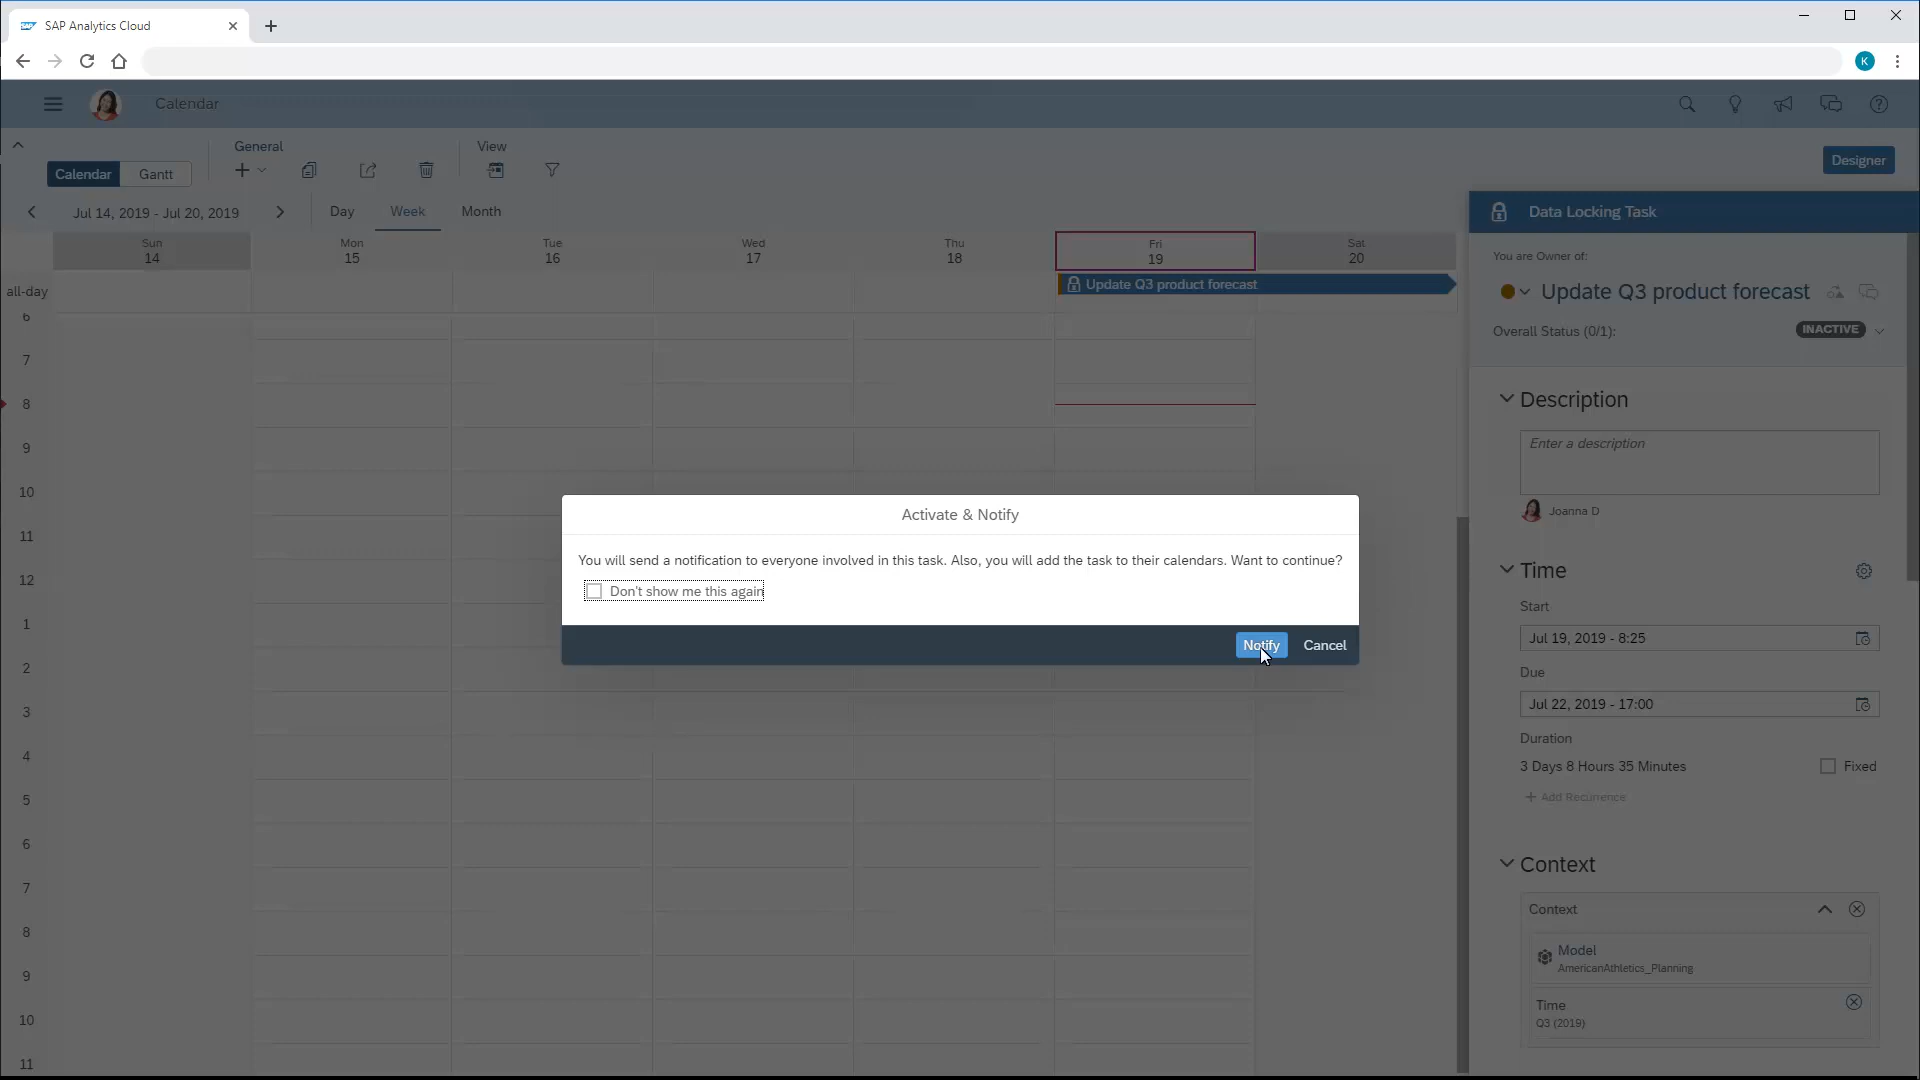 SAP Analytics Cloud
K
Calendar
General
View
Calendar
Gantt
Designer
Jul 14, 2019 - Jul 20, 2019
Day
Week
Month
Data Locking Task
Sun
14
Mon
15
Tue
16
Wed
17
Thu
18
Fri
19
Sat
20
all-day
Update Q3 product forecast
6
7
8
9
10
11
12
1
2
3
4
5
6
7
8
9
10
11
You are Owner of:
Update Q3 product forecast
Overall Status (0/1):
INACTIVE
Description
Enter a description
Joanna D
Time
Start
Jul 19, 2019 - 8:25
Due
Jul 22, 2019 - 17:00
Duration
3 Days 8 Hours 35 Minutes
Fixed
+ Add Recurrence
Context
Context
Model
AmericanAthletics_Planning
Time
Q3 (2019)
Activate & Notify
You will send a notification to everyone involved in this task. Also, you will add the task to their calendars. Want to continue?
Don't show me this again
Notify
Cancel